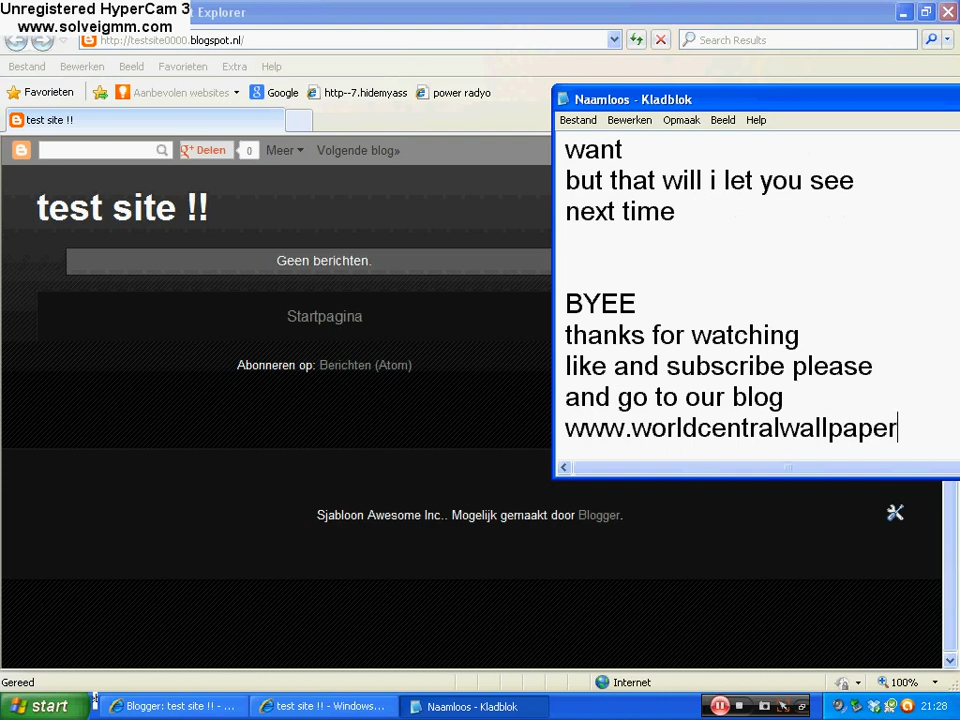 Unregistered HyperCam 3
www.solveigmm.com
t Explorer
http://testsite0000.blogspot.nl/
Search Results
Bestand Bewerken Beeld Favorieten Extra Help
Favorieten Aanbevolen websites Google http--7.hidemyass power radyo
test site !!
Delen 0 Meer Volgende blog»
test site !!
Geen berichten.
Startpagina
Abonneren op: Berichten (Atom)
Sjabloon Awesome Inc.. Mogelijk gemaakt door Blogger.
Naamloos - Kladblok
Bestand Bewerken Opmaak Beeld Help
want
but that will i let you see
next time
BYEE
thanks for watching
like and subscribe please
and go to our blog
www.worldcentralwallpaper
Gereed Internet 100%
start Blogger: test site !! - ... test site !! - Windows... Naamloos - Kladblok 21:28